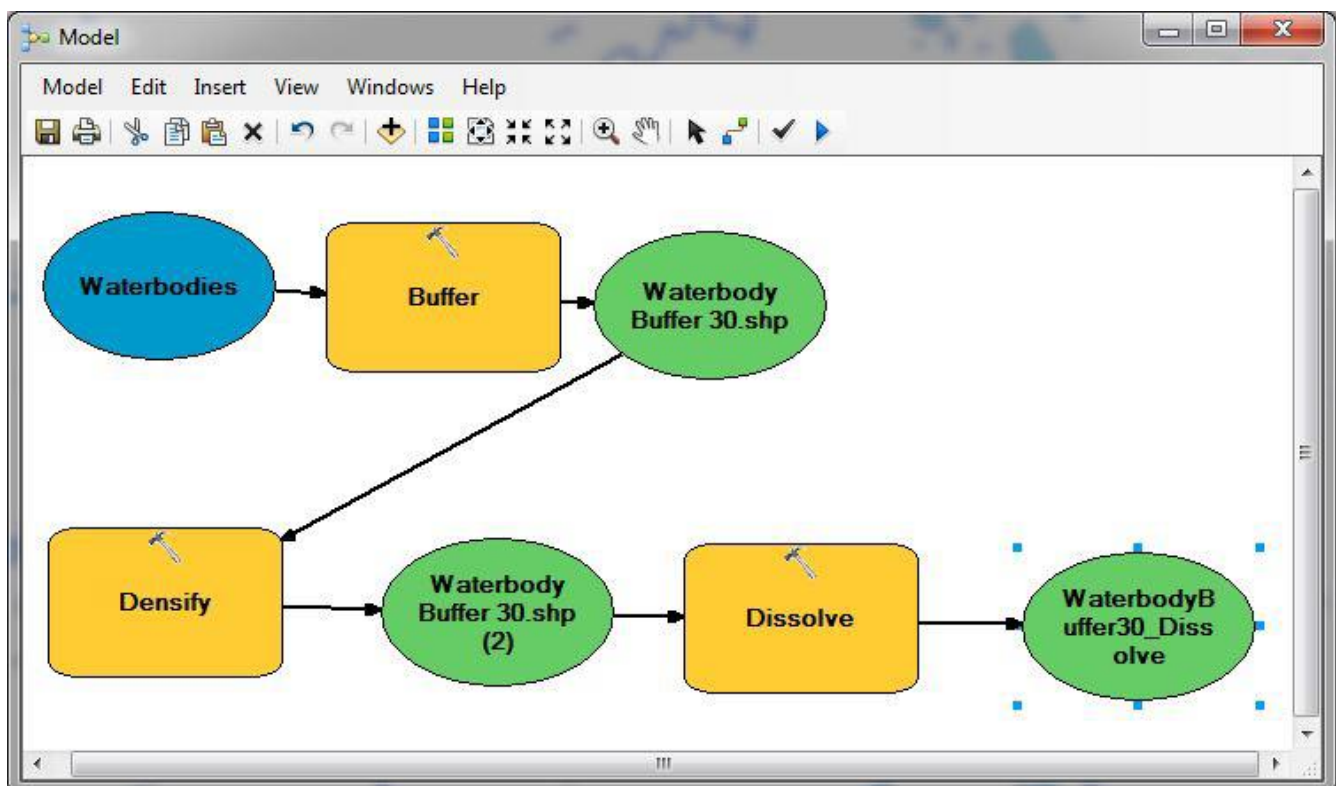 Model
Model Edit Insert View Windows Help
Waterbodies
Buffer
Waterbody
Buffer 30.shp
Densify
Waterbody
Buffer 30.shp
(2)
Dissolve
WaterbodyB
uffer30_Diss
olve